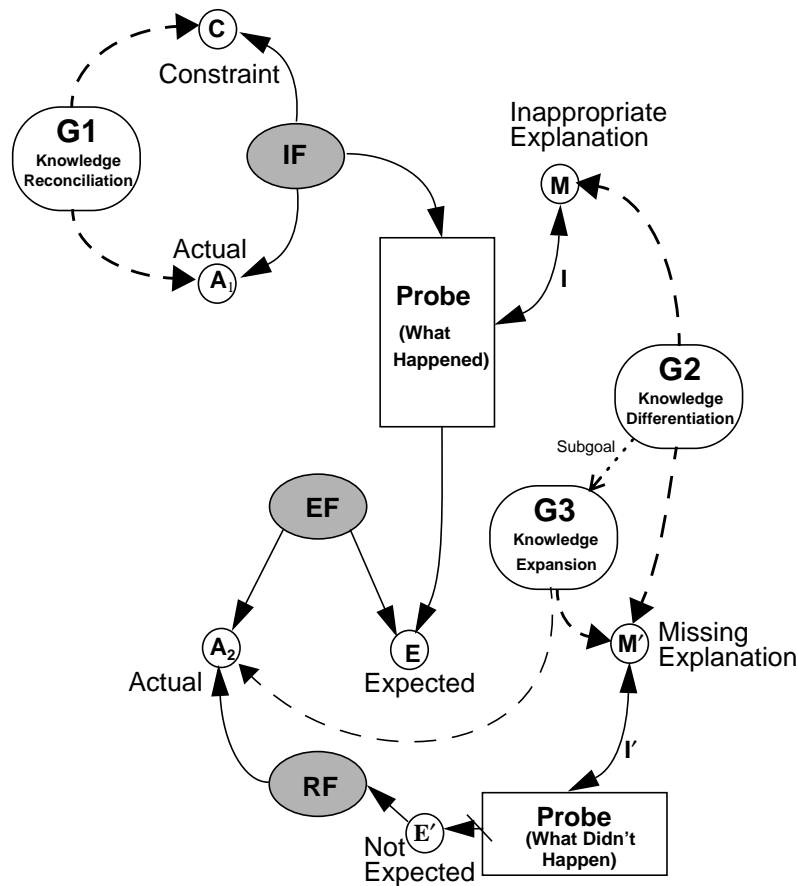 C
Constraint
G1
Knowledge
Reconciliation
IF
Actual
A1
Inappropriate
Explanation
M
I
Probe
(What
Happened)
G2
Knowledge
Differentiation
Subgoal
G3
Knowledge
Expansion
EF
A2
Actual
E
Expected
M′
Missing
Explanation
I′
RF
E′
Not
Expected
Probe
(What Didn't
Happen)